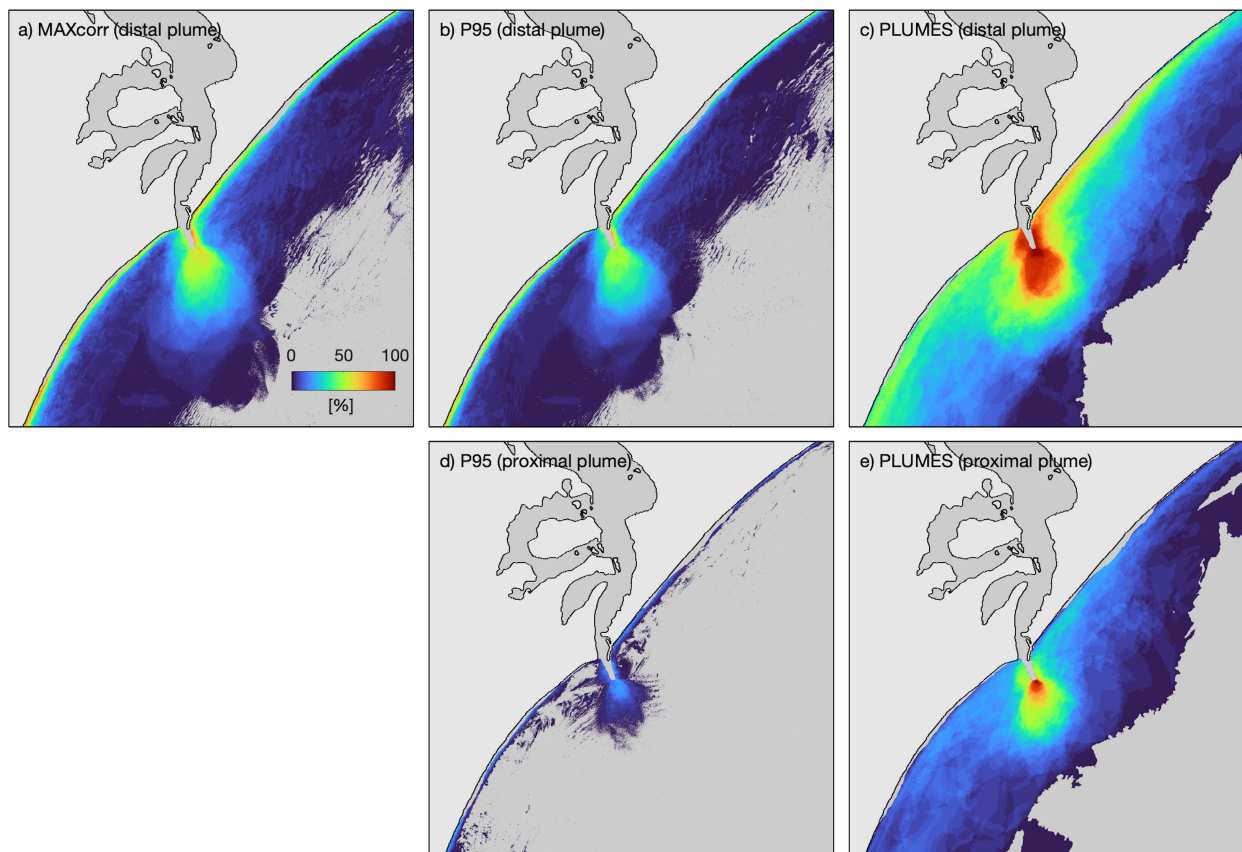 a) MAXcorr (distal plume)
b) P95 (distal plume)
c) PLUMES (distal plume)
0 50 100
[%]
d) P95 (proximal plume)
e) PLUMES (proximal plume)